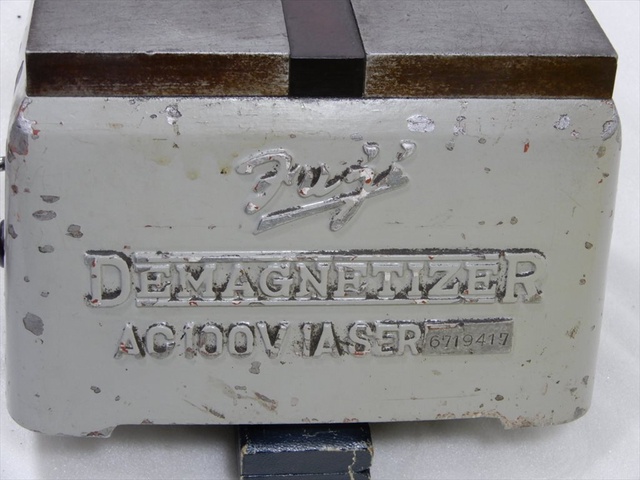 Fuji
DEMAGNETIZER
AC100V 1A SER 6719417